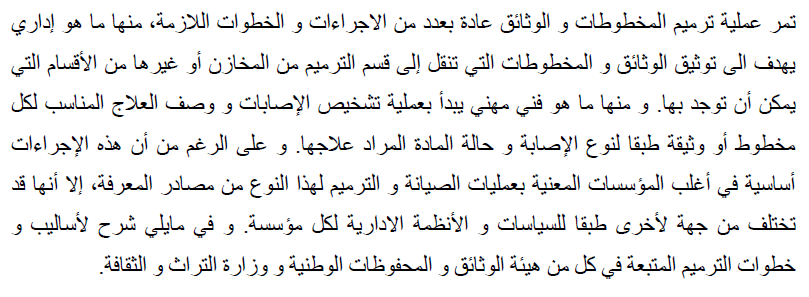 تمر عملية ترميم المخطوطات و الوثائق عادة بعدد من الاجراءات و الخطوات اللازمة، منها ما هو إداري
يهدف الى توثيق الوثائق و المخطوطات التي تنقل إلى قسم الترميم من المخازن أو غيرها من الأقسام التي
يمكن أن توجد بها. و منها ما هو فني مهني يبدأ بعملية تشخيص الإصابات و وصف العلاج المناسب لكل
مخطوط أو وثيقة طبقا لنوع الإصابة و حالة المادة المراد علاجها. و على الرغم من أن هذه الإجراءات
أساسية في أغلب المؤسسات المعنية بعمليات الصيانة و الترميم لهذا النوع من مصادر المعرفة، إلا أنها قد
تختلف من جهة لأخرى طبقا للسياسات و الأنظمة الادارية لكل مؤسسة. و في مايلي شرح لأساليب و
خطوات الترميم المتبعة في كل من هيئة الوثائق و المحفوظات الوطنية و وزارة التراث و الثقافة.